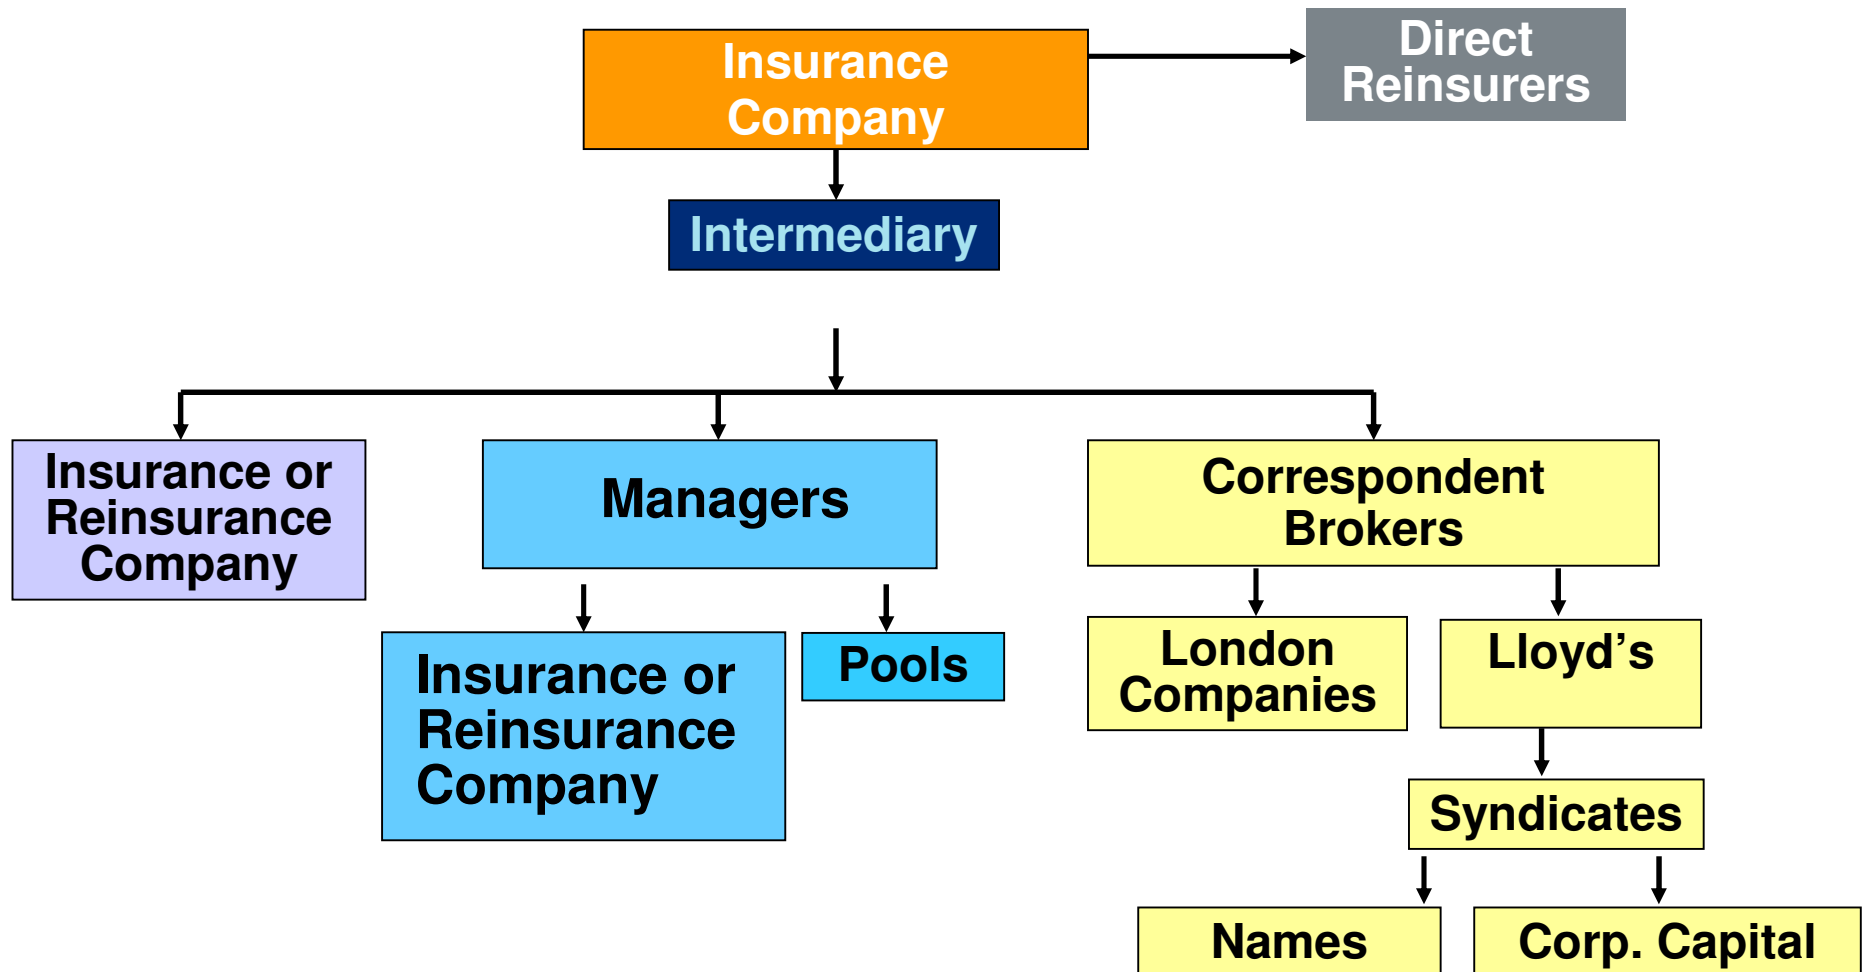 Insurance
Company
Direct
Reinsurers
Intermediary
Insurance or
Reinsurance
Company
Managers
Correspondent
Brokers
Insurance or
Reinsurance
Company
Pools
London
Companies
Lloyd’s
Syndicates
Names
Corp. Capital